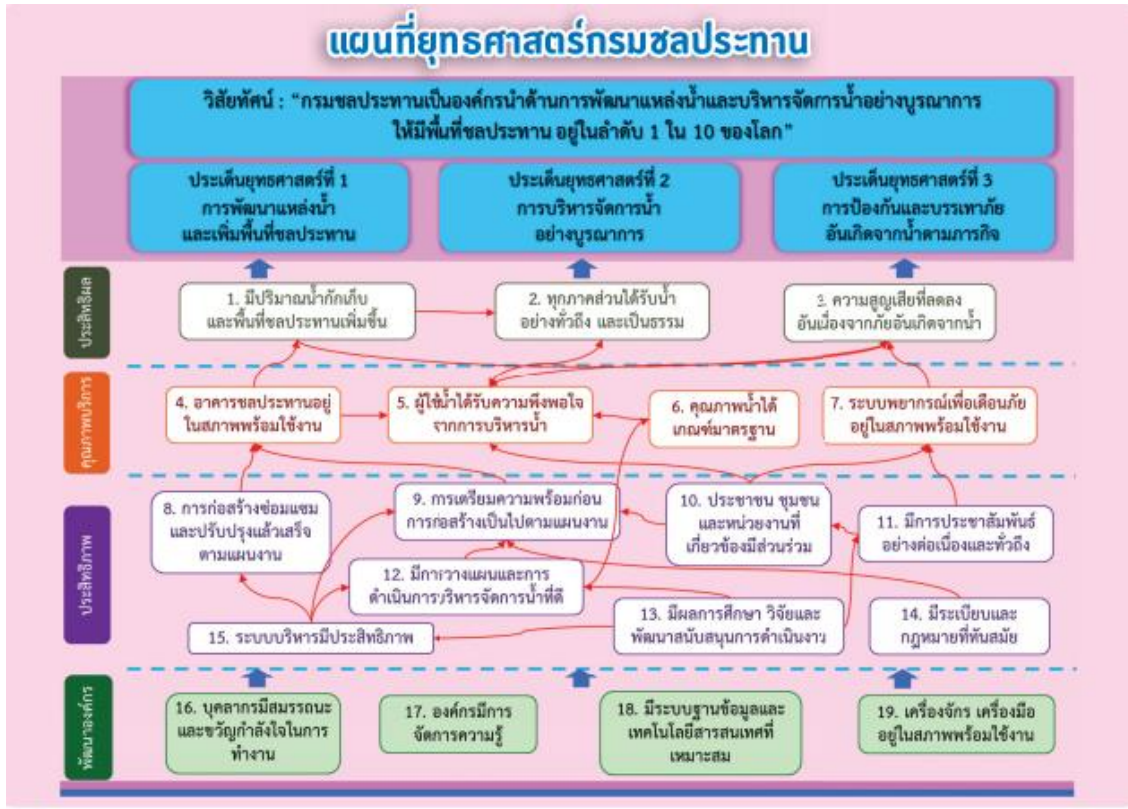 แผนที่ยุทธศาสตร์กรมชลประทาน
วิสัยทัศน์ : “กรมชลประทานเป็นองค์กรนำด้านการพัฒนาแหล่งน้ำและบริหารจัดการน้ำอย่างบูรณาการ
ให้มีพื้นที่ชลประทาน อยู่ในลำดับ 1 ใน 10 ของโลก”
ประเด็นยุทธศาสตร์ที่ 1
การพัฒนาแหล่งน้ำ
และเพิ่มพื้นที่ชลประทาน
ประเด็นยุทธศาสตร์ที่ 2
การบริหารจัดการน้ำ
อย่างบูรณาการ
ประเด็นยุทธศาสตร์ที่ 3
การป้องกันและบรรเทาภัย
อันเกิดจากน้ำตามภารกิจ
ประสิทธิผล
1. มีปริมาณน้ำกักเก็บ
และพื้นที่ชลประทานเพิ่มขึ้น
2. ทุกภาคส่วนได้รับน้ำ
อย่างทั่วถึง และเป็นธรรม
3. ความสูญเสียที่ลดลง
อันเนื่องจากภัยอันเกิดจากน้ำ
คุณภาพบริการ
4. อาคารชลประทานอยู่
ในสภาพพร้อมใช้งาน
5. ผู้ใช้น้ำได้รับความพึงพอใจ
จากการบริหารน้ำ
6. คุณภาพน้ำได้
เกณฑ์มาตรฐาน
7. ระบบพยากรณ์เพื่อเตือนภัย
อยู่ในสภาพพร้อมใช้งาน
ประสิทธิภาพ
8. การก่อสร้างซ่อมแซม
และปรับปรุงแล้วเสร็จ
ตามแผนงาน
9. การเตรียมความพร้อมก่อน
การก่อสร้างเป็นไปตามแผนงาน
10. ประชาชน ชุมชน
และหน่วยงานที่
เกี่ยวข้องมีส่วนร่วม
11. มีการประชาสัมพันธ์
อย่างต่อเนื่องและทั่วถึง
12. มีการวางแผนและการ
ดำเนินการบริหารจัดการน้ำที่ดี
13. มีผลการศึกษา วิจัยและ
พัฒนาสนับสนุนการดำเนินงาน
14. มีระเบียบและ
กฎหมายที่ทันสมัย
15. ระบบบริหารมีประสิทธิภาพ
พัฒนาองค์กร
16. บุคลากรมีสมรรถนะ
และขวัญกำลังใจในการ
ทำงาน
17. องค์กรมีการ
จัดการความรู้
18. มีระบบฐานข้อมูลและ
เทคโนโลยีสารสนเทศที่
เหมาะสม
19. เครื่องจักร เครื่องมือ
อยู่ในสภาพพร้อมใช้งาน